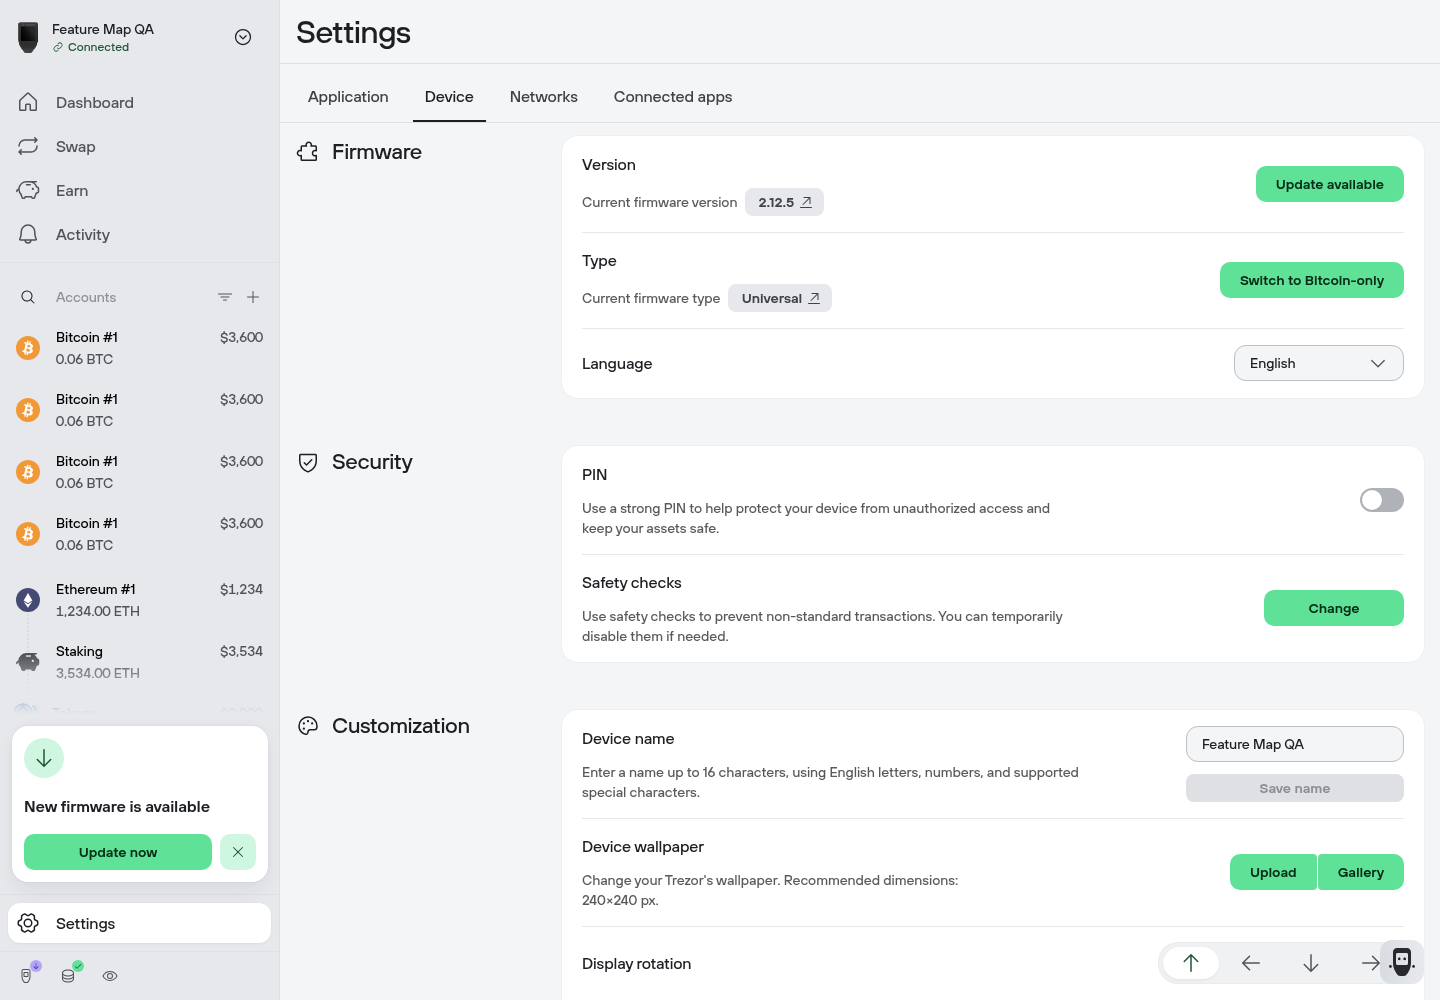 Feature Map QA
Connected
Dashboard
Swap
Earn
Activity
Accounts
Bitcoin #1 $3,600
0.06 BTC
Bitcoin #1 $3,600
0.06 BTC
Bitcoin #1 $3,600
0.06 BTC
Bitcoin #1 $3,600
0.06 BTC
Ethereum #1 $1,234
1,234.00 ETH
Staking $3,534
3,534.00 ETH
New firmware is available
Update now
Settings
Settings
Application Device Networks Connected apps
Firmware
Version
Current firmware version 2.12.5
Update available
Type
Current firmware type Universal
Switch to Bitcoin-only
Language
English
Security
PIN
Use a strong PIN to help protect your device from unauthorized access and
keep your assets safe.
Safety checks
Use safety checks to prevent non-standard transactions. You can temporarily
disable them if needed.
Change
Customization
Device name
Enter a name up to 16 characters, using English letters, numbers, and supported
special characters.
Feature Map QA
Save name
Device wallpaper
Change your Trezor's wallpaper. Recommended dimensions:
240×240 px.
Upload Gallery
Display rotation